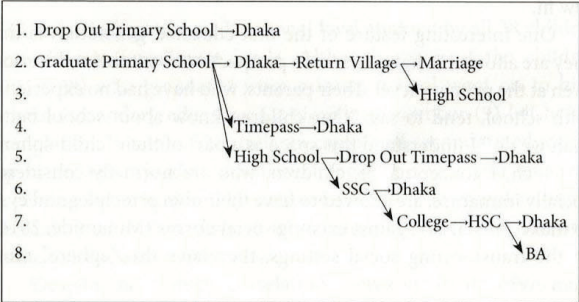 1. Drop Out Primary School→Dhaka
2. Graduate Primary School→Dhaka→Return Village→Marriage
3. High School
4. Timepass→Dhaka
5. High School→Drop Out Timepass→Dhaka
6. SSC→Dhaka
7. College→HSC→Dhaka
8. BA